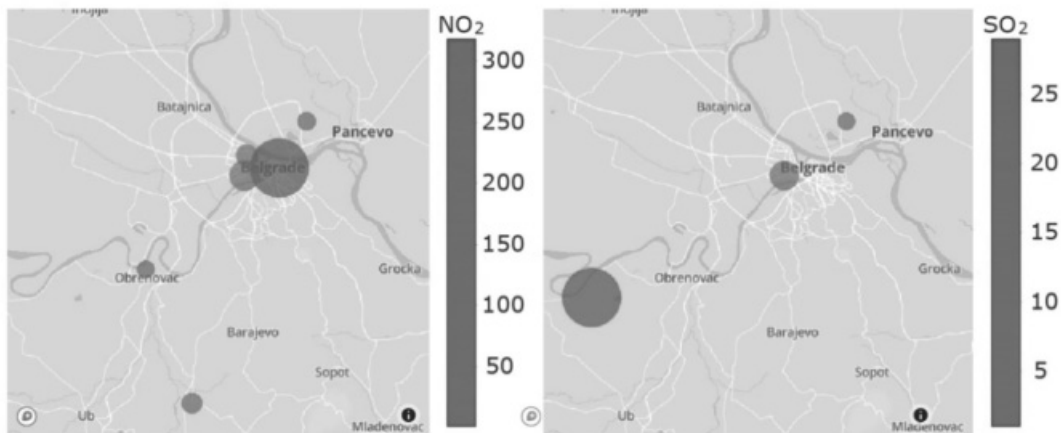 Inđija
NO₂
Batajnica
Pancevo
Belgrade
Obrenovac
Grocka
Barajevo
Sopot
Ub
Mladenovac
300
250
200
150
100
50
SO₂
Batajnica
Pancevo
Belgrade
Obrenovac
Grocka
Barajevo
Sopot
Ub
Mladenovac
25
20
15
10
5